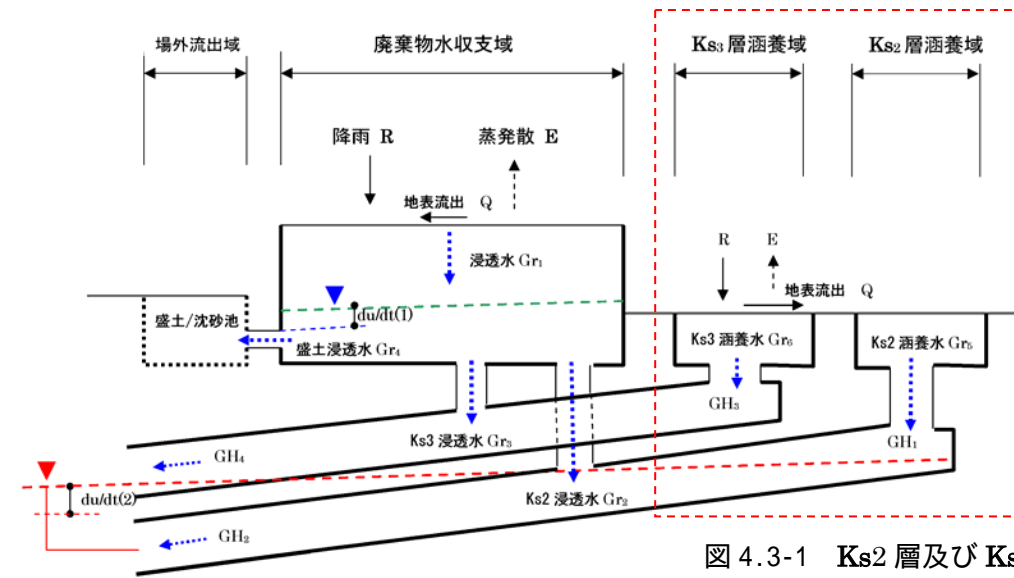 場外流出域
廃棄物水収支域
Ks₃ 層涵養域
Ks₂ 層涵養域
降雨 R
蒸発散 E
地表流出 Q
浸透水 Gr₁
R
E
地表流出 Q
du/dt(1)
盛土/沈砂池
盛土浸透水 Gr₄
Ks3 涵養水 Gr₆
Ks2 涵養水 Gr₅
GH₃
Ks3 浸透水 Gr₃
GH₁
GH₄
du/dt(2)
Ks2 浸透水 Gr₂
GH₂
図 4.3-1 Ks2 層及び Ks